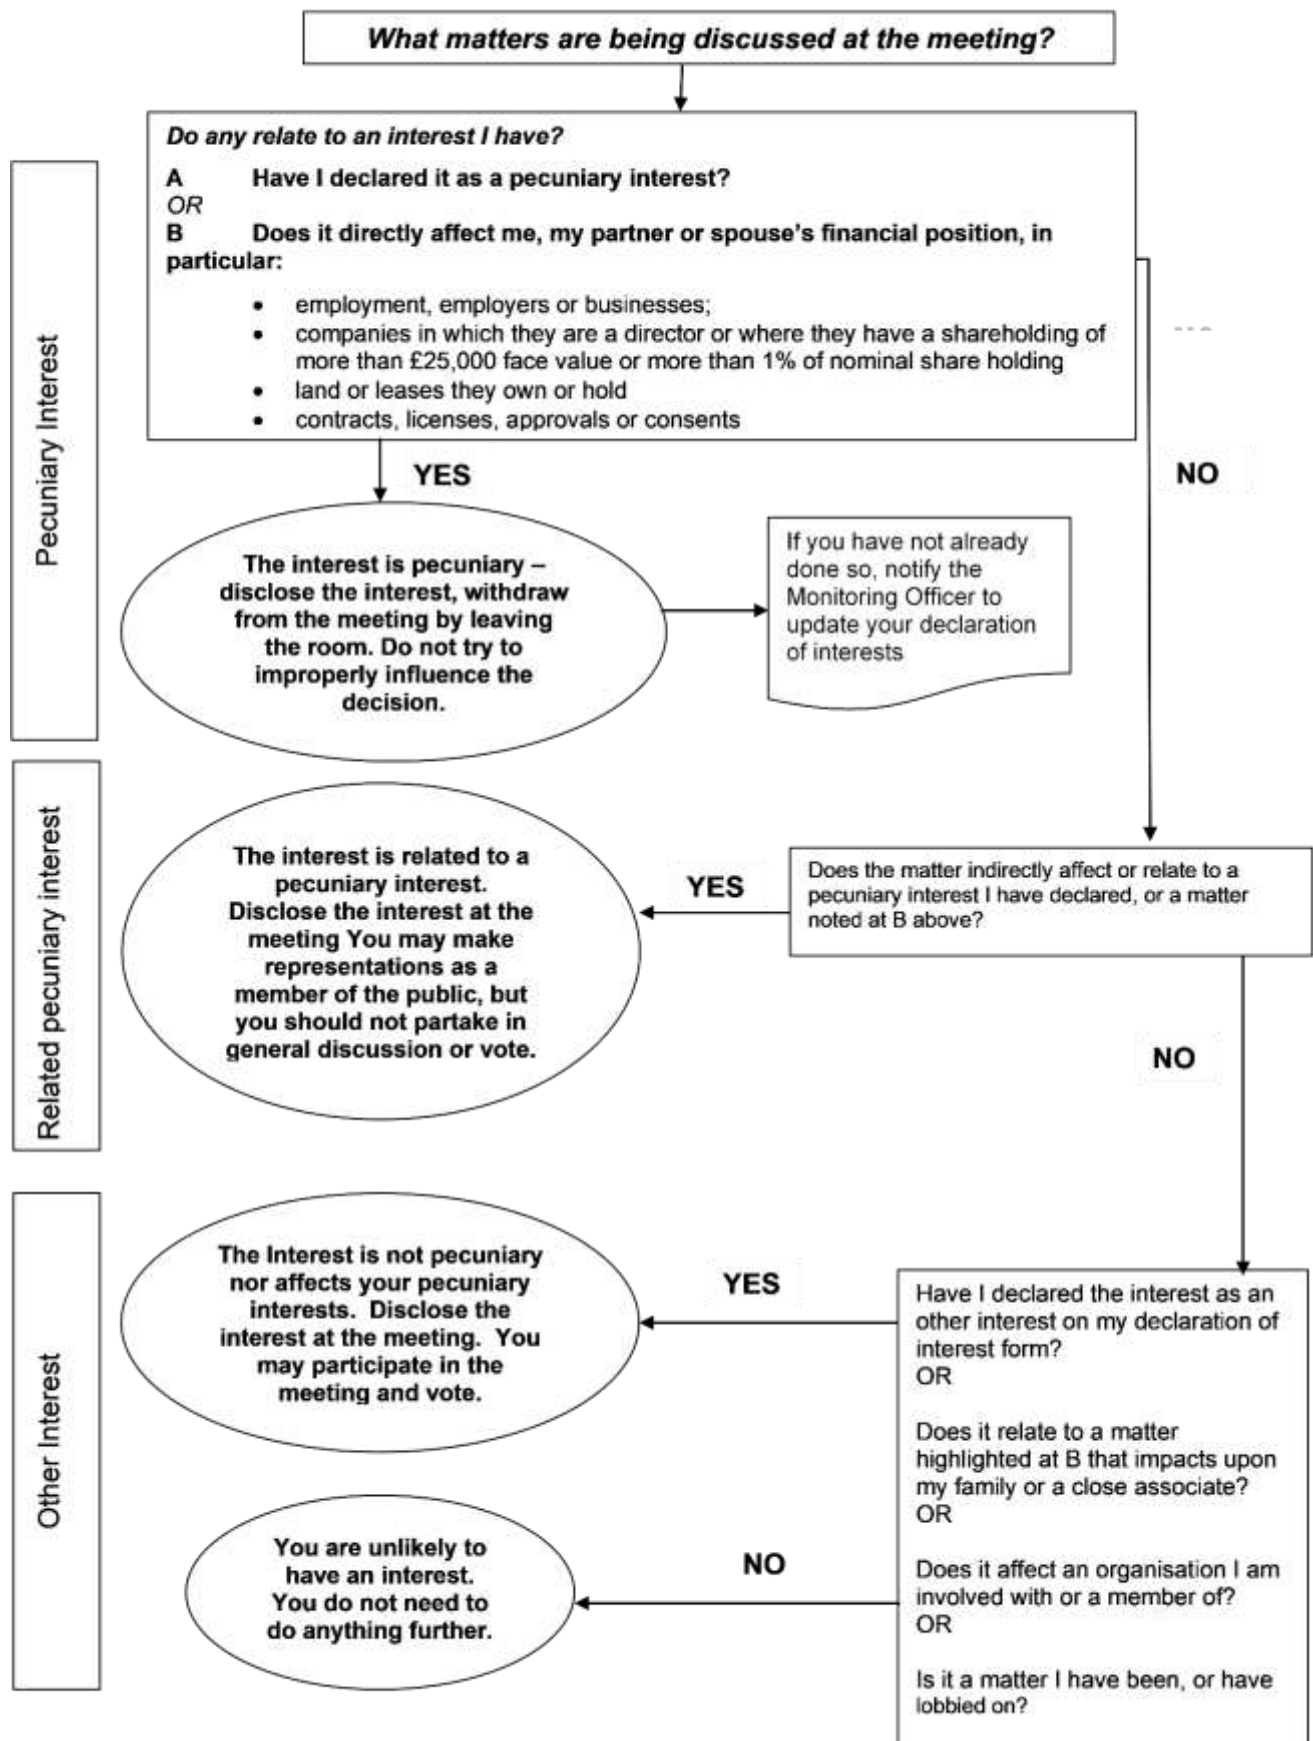 What matters are being discussed at the meeting?
Do any relate to an interest I have?
A Have I declared it as a pecuniary interest?
OR
B Does it directly affect me, my partner or spouse's financial position, in
particular:
• employment, employers or businesses;
• companies in which they are a director or where they have a shareholding of
more than £25,000 face value or more than 1% of nominal share holding
• land or leases they own or hold
• contracts, licenses, approvals or consents
Pecuniary Interest
YES
NO
The interest is pecuniary –
disclose the interest, withdraw
from the meeting by leaving
the room. Do not try to
improperly influence the
decision.
If you have not already
done so, notify the
Monitoring Officer to
update your declaration
of interests
Related pecuniary interest
The interest is related to a
pecuniary interest.
Disclose the interest at the
meeting You may make
representations as a
member of the public, but
you should not partake in
general discussion or vote.
YES
Does the matter indirectly affect or relate to a
pecuniary interest I have declared, or a matter
noted at B above?
NO
Other Interest
The Interest is not pecuniary
nor affects your pecuniary
interests. Disclose the
interest at the meeting. You
may participate in the
meeting and vote.
YES
Have I declared the interest as an
other interest on my declaration of
interest form?
OR
Does it relate to a matter
highlighted at B that impacts upon
my family or a close associate?
OR
Does it affect an organisation I am
involved with or a member of?
OR
Is it a matter I have been, or have
lobbied on?
NO
You are unlikely to
have an interest.
You do not need to
do anything further.